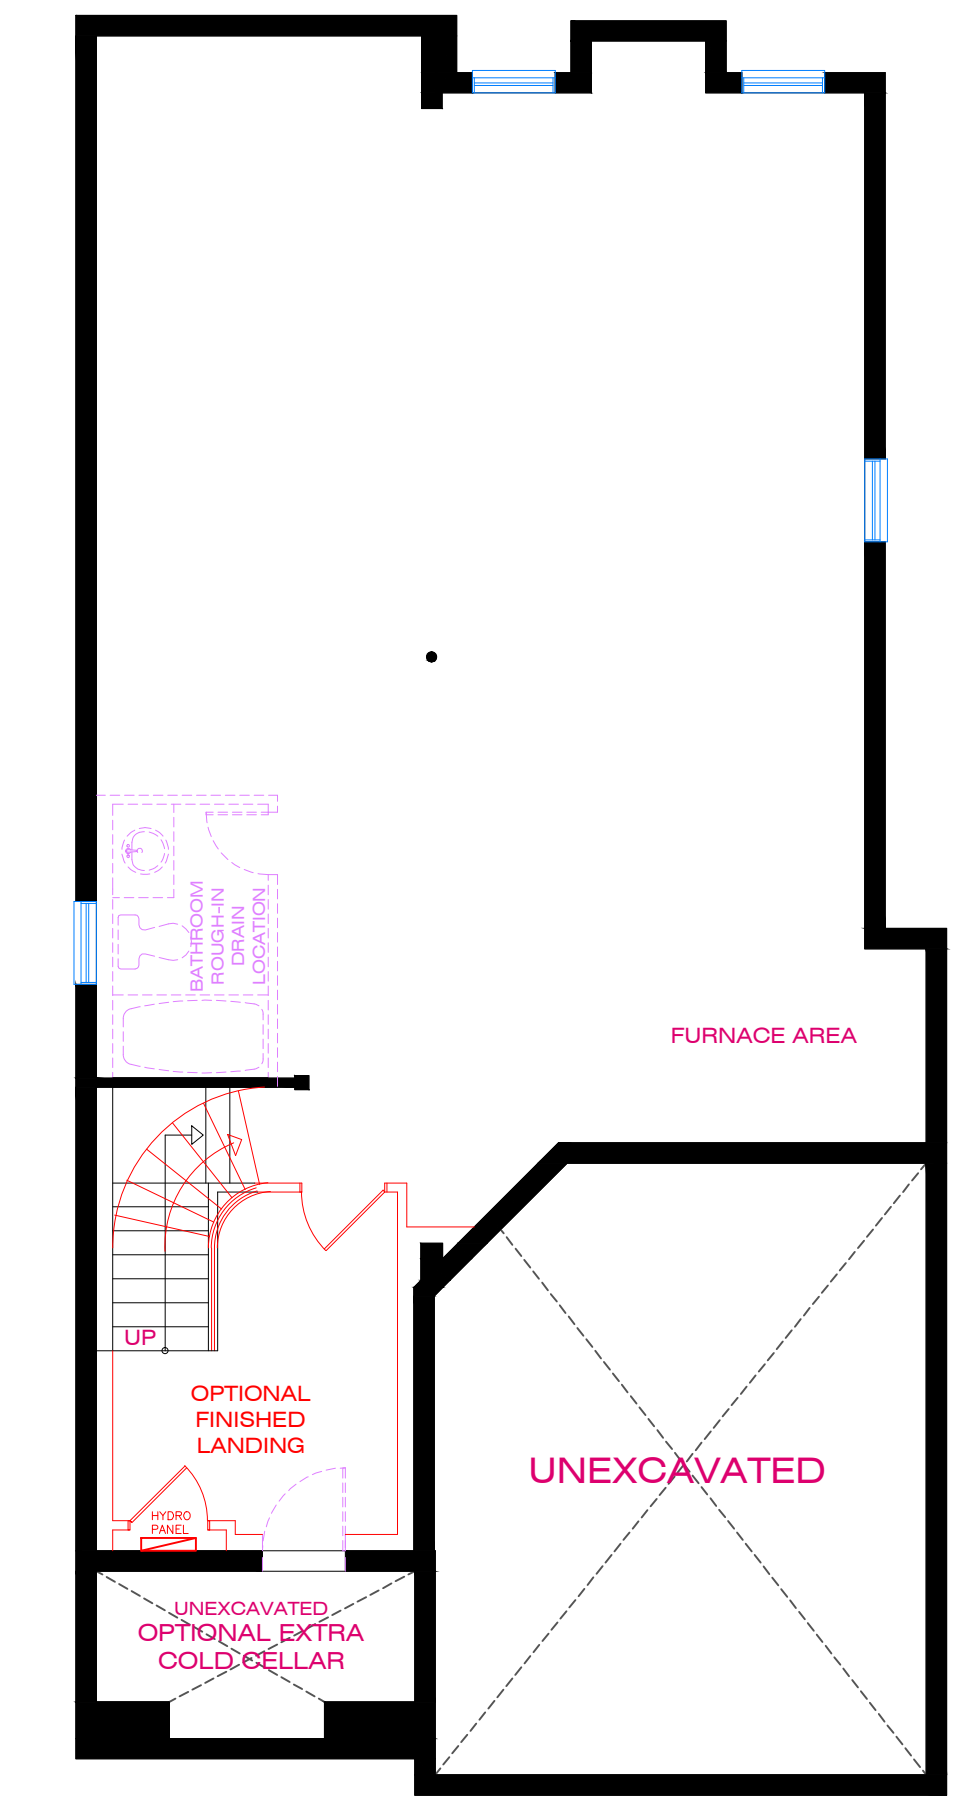 BATHROOM
ROUGH-IN
DRAIN
LOCATION
FURNACE AREA
UP
OPTIONAL
FINISHED
LANDING
UNEXCAVATED
HYDRO
PANEL
UNEXCAVATED
OPTIONAL EXTRA
COLD CELLAR